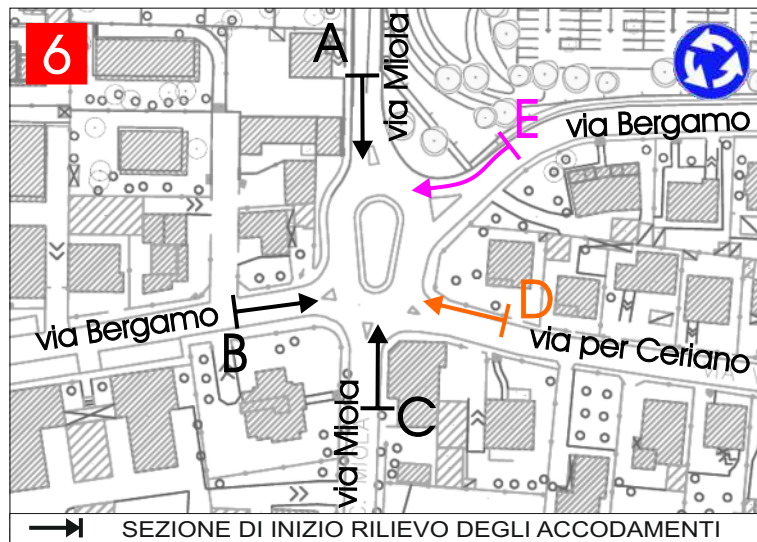 6
A
via Miola
E
via Bergamo
D
via Bergamo
B
via per Ceriano
C
via Miola
SEZIONE DI INIZIO RILIEVO DEGLI ACCODAMENTI